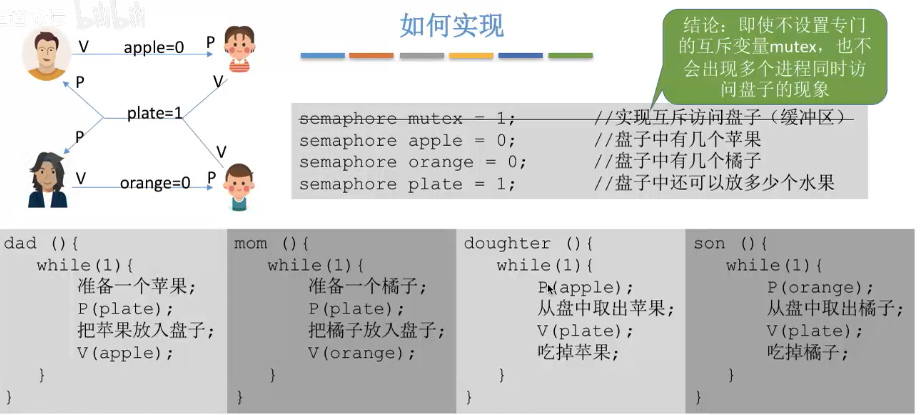 如何实现
结论：即使不设置专门
的互斥变量mutex，也不
会出现多个进程同时访
问盘子的现象
V apple=0 P
P V
plate=1
P V
V orange=0 P
semaphore mutex = 1; //实现互斥访问盘子（缓冲区）
semaphore apple = 0; //盘子中有几个苹果
semaphore orange = 0; //盘子中有几个橘子
semaphore plate = 1; //盘子中还可以放多少个水果
dad (){
while(1){
准备一个苹果;
P(plate);
把苹果放入盘子;
V(apple);
}
}
mom (){
while(1){
准备一个橘子;
P(plate);
把橘子放入盘子;
V(orange);
}
}
doughter (){
while(1){
P(apple);
从盘中取出苹果;
V(plate);
吃掉苹果;
}
}
son (){
while(1){
P(orange);
从盘中取出橘子;
V(plate);
吃掉橘子;
}
}